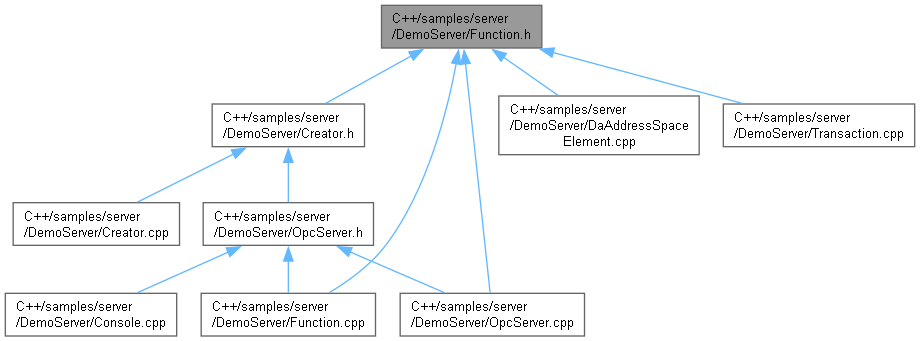 C++/samples/server
/DemoServer/Function.h
C++/samples/server
/DemoServer/Creator.h
C++/samples/server
/DemoServer/DaAddressSpace
Element.cpp
C++/samples/server
/DemoServer/Transaction.cpp
C++/samples/server
/DemoServer/Creator.cpp
C++/samples/server
/DemoServer/OpcServer.h
C++/samples/server
/DemoServer/Console.cpp
C++/samples/server
/DemoServer/Function.cpp
C++/samples/server
/DemoServer/OpcServer.cpp